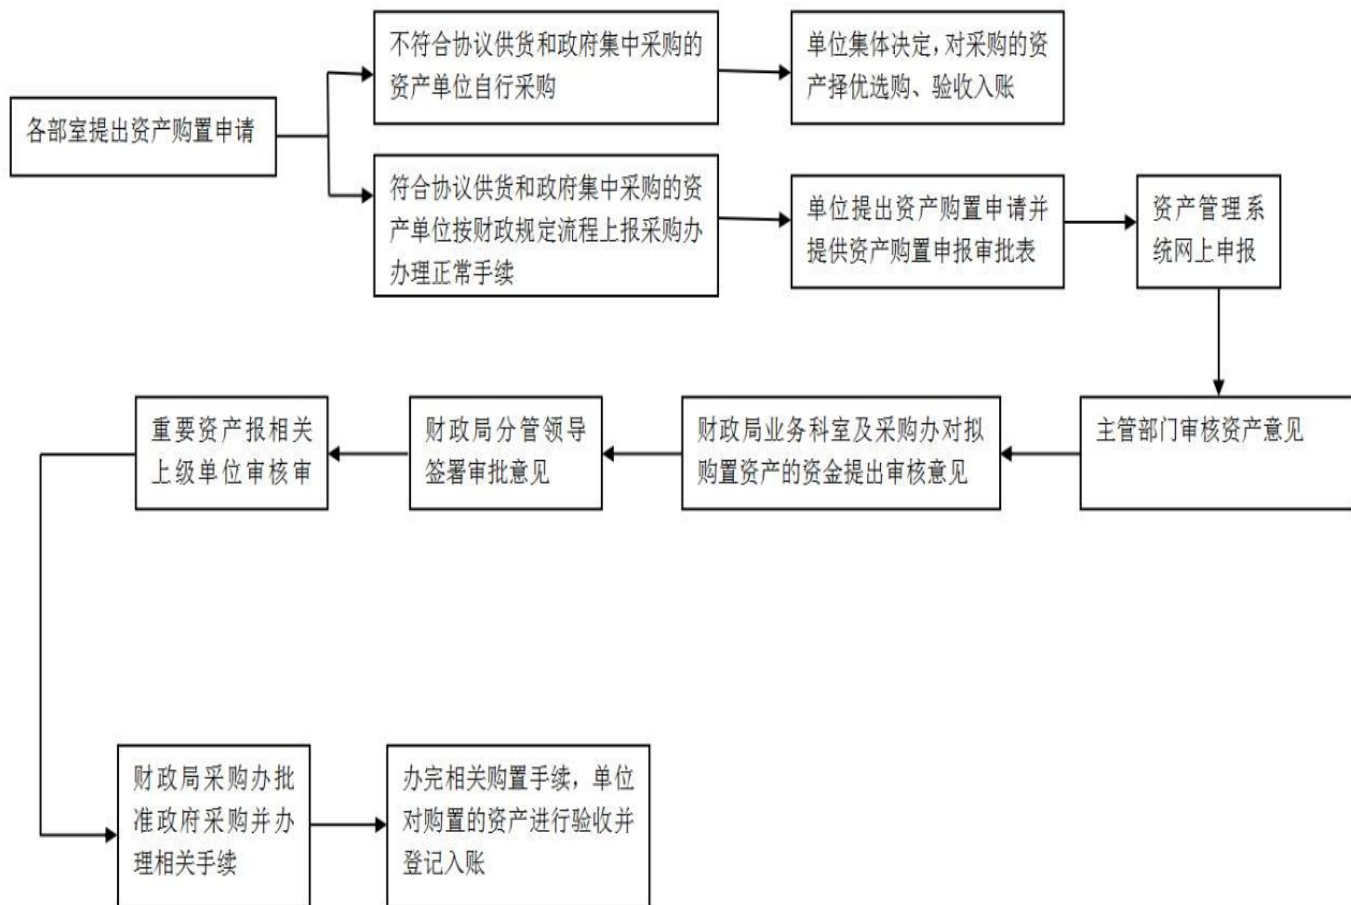 各部室提出资产购置申请
不符合协议供货和政府集中采购的
资产单位自行采购
单位集体决定，对采购的资
产择优选购、验收入账
符合协议供货和政府集中采购的资
产单位按财政规定流程上报采购办
办理正常手续
单位提出资产购置申请并
提供资产购置申报审批表
资产管理系
统网上申报
主管部门审核资产意见
财政局业务科室及采购办对拟
购置资产的资金提出审核意见
财政局分管领导
签署审批意见
重要资产报相关
上级单位审核审
财政局采购办批
准政府采购并办
理相关手续
办完相关购置手续，单位
对购置的资产进行验收并
登记入账